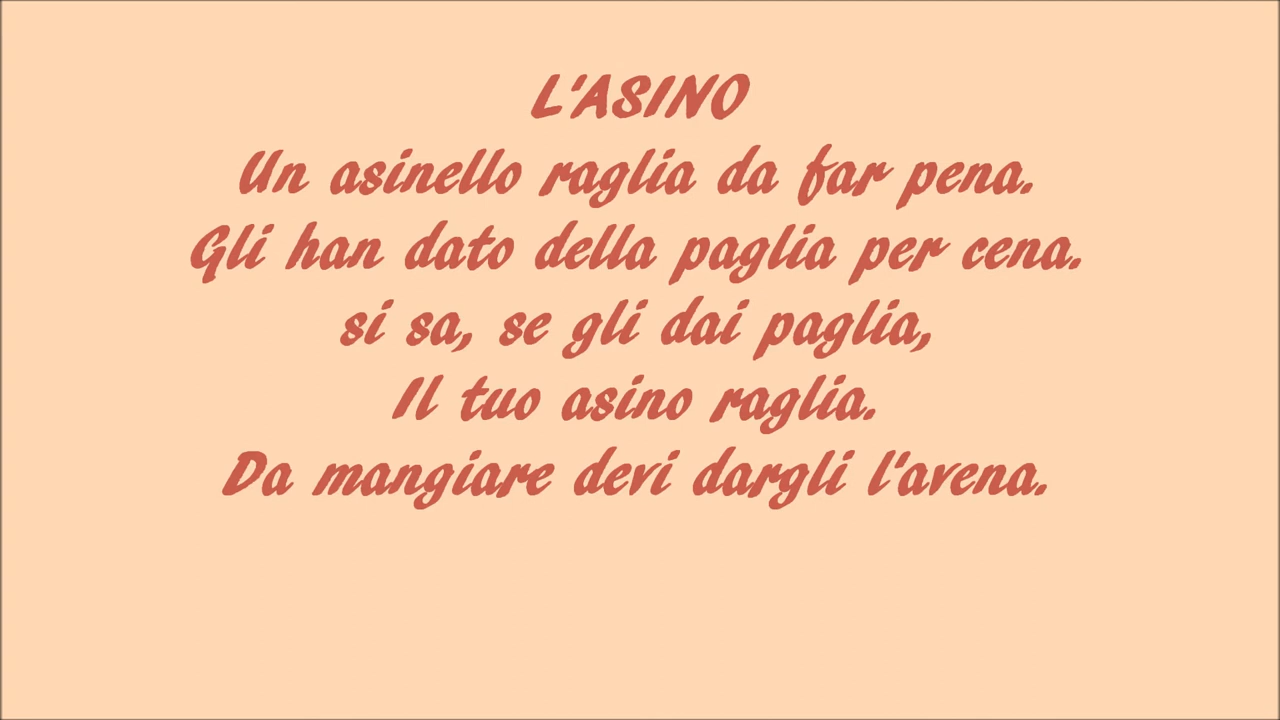 L'ASINO
Un asinello raglia da far pena.
Gli han dato della paglia per cena.
si sa, se gli dai paglia,
Il tuo asino raglia.
Da mangiare devi dargli l'avena.